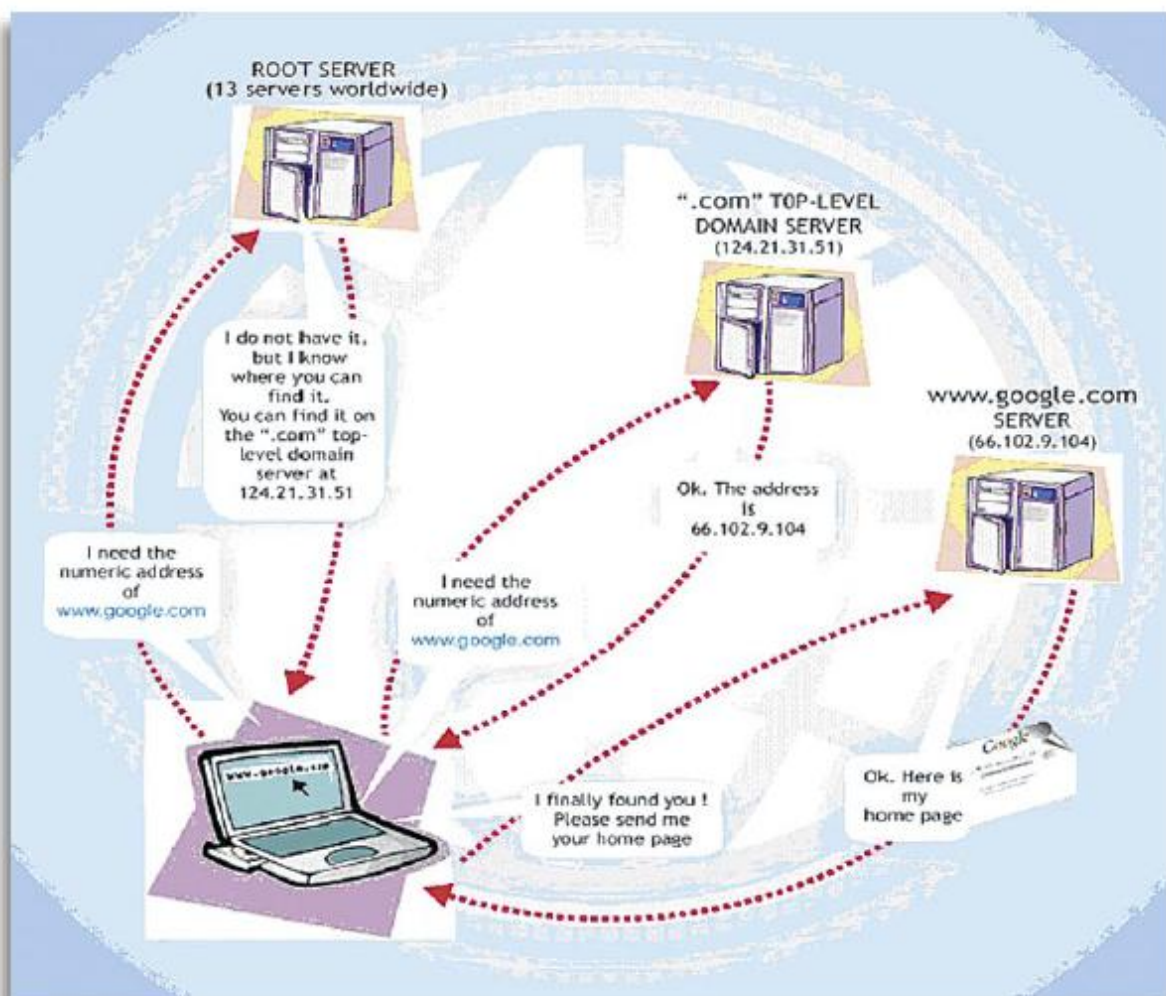 ROOT SERVER
(13 servers worldwide)
".com" TOP-LEVEL
DOMAIN SERVER
(124.21.31.51)
www.google.com
SERVER
(66.102.9.104)
I do not have it,
but I know
where you can
find it.
You can find it on
the ".com" top-
level domain
server at
124.21.31.51
Ok. The address
is
66.102.9.104
I need the
numeric address
of
www.google.com
I need the
numeric address
of
www.google.com
www.google.com
I finally found you !
Please send me
your home page
Ok. Here is
my
home page
Google